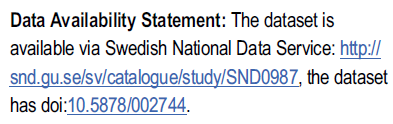 Data Availability Statement: The dataset is
available via Swedish National Data Service: http://
snd.gu.se/sv/catalogue/study/SND0987, the dataset
has doi:10.5878/002744.